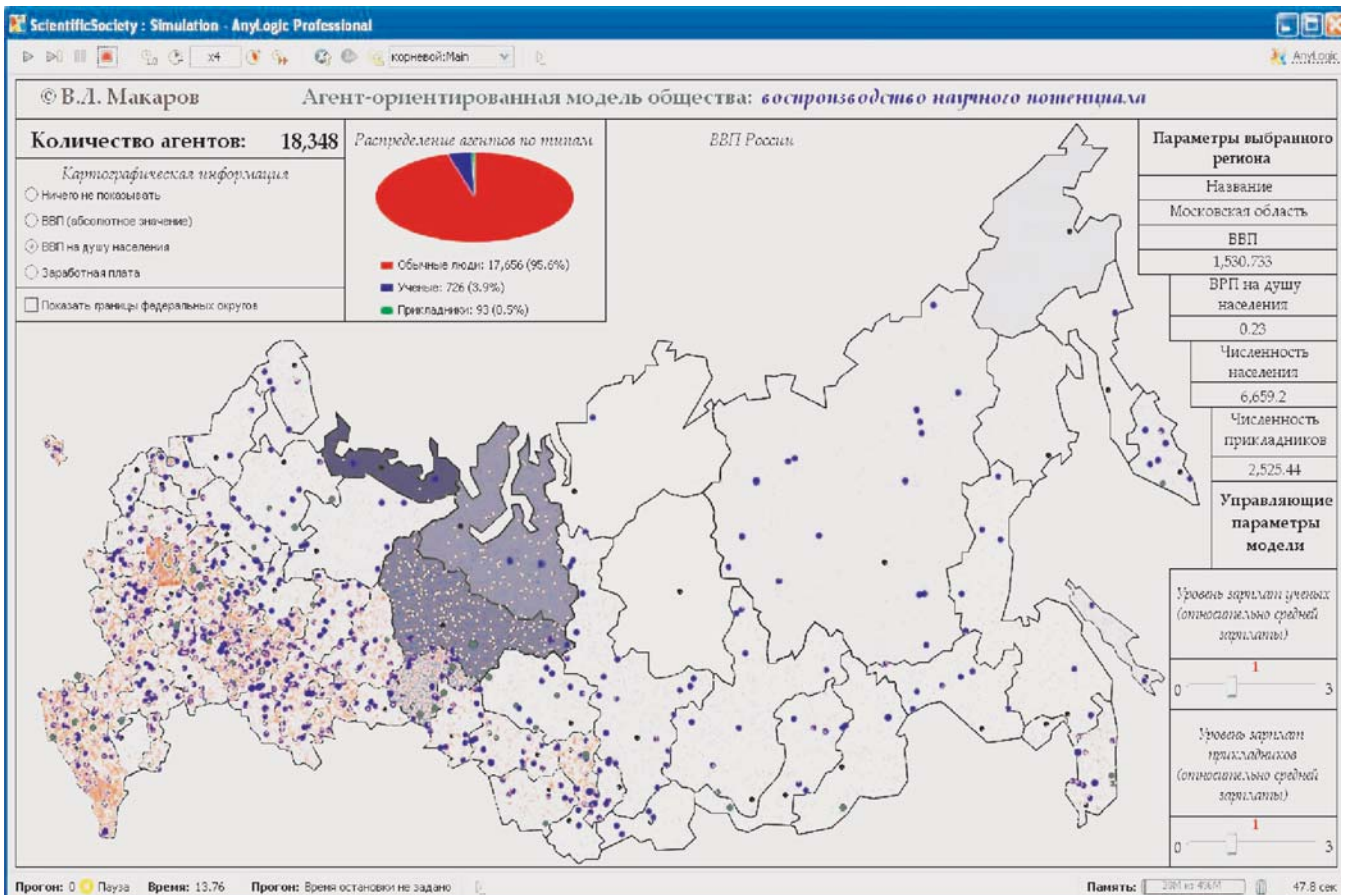 ScientificSociety : Simulation - AnyLogic Professional
x4
корневой:Main
AnyLogic
© В.Л. Макаров
Агент-ориентированная модель общества: воспроизводство научного потенциала
Количество агентов: 18,348
Картографическая информация
Ничего не показывать
ВВП (абсолютное значение)
ВВП на душу населения
Заработная плата
Показать границы федеральных округов
Распределение агентов по типам
Обычные люди: 17,656 (95.6%)
Ученые: 726 (3.9%)
Прикладники: 93 (0.5%)
ВВП России
Параметры выбранного
региона
Название
Московская область
ВВП
1,530.733
ВРП на душу
населения
0.23
Численность
населения
6,659.2
Численность
прикладников
2,525.44
Управляющие
параметры
модели
Уровень зарплат ученых
(относительно средней
зарплаты)
1
0 3
Уровень зарплат
прикладников
(относительно средней
зарплаты)
1
0 3
Прогон: 0 Пауза Время: 13.76 Прогон: Время остановки не задано Память: 47.8 сек